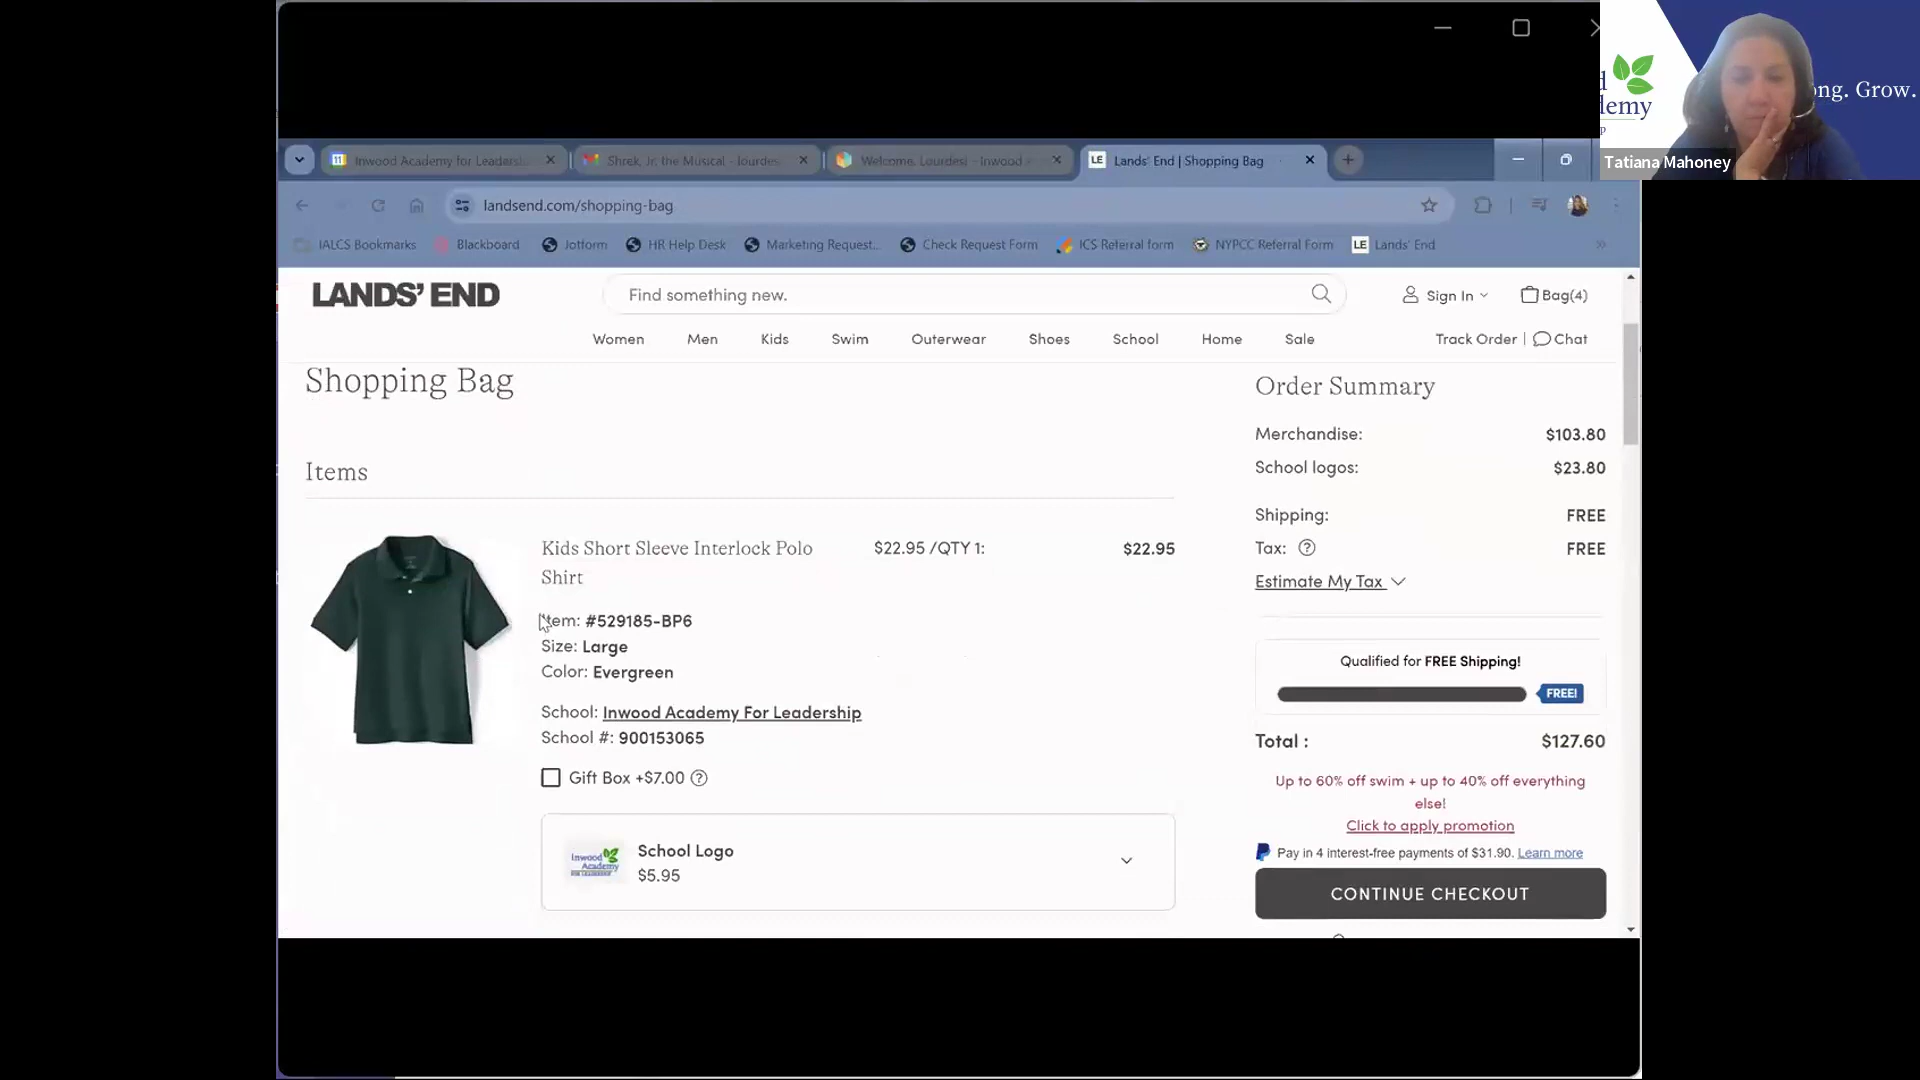 Inwood Academy for Leadersh
Shrek, Jr. the Musical - lourdes
Welcome, Lourdes! - Inwood
LE Lands' End | Shopping Bag
landsend.com/shopping-bag
IALCS Bookmarks Blackboard Jotform HR Help Desk Marketing Request... Check Request Form ICS Referral form NYPCC Referral Form LE Lands' End
LANDS' END
Find something new.
Sign In
Bag(4)
Women Men Kids Swim Outerwear Shoes School Home Sale
Track Order | Chat
Shopping Bag
Items
Kids Short Sleeve Interlock Polo
Shirt
$22.95 /QTY 1:
$22.95
Item: #529185-BP6
Size: Large
Color: Evergreen
School: Inwood Academy For Leadership
School #: 900153065
Gift Box +$7.00
Inwood
Academy
FOR LEADERSHIP
School Logo
$5.95
Order Summary
Merchandise: $103.80
School logos: $23.80
Shipping: FREE
Tax: FREE
Estimate My Tax
Qualified for FREE Shipping!
FREE!
Total : $127.60
Up to 60% off swim + up to 40% off everything
else!
Click to apply promotion
Pay in 4 interest-free payments of $31.90. Learn more
CONTINUE CHECKOUT
d
demy
p
ong. Grow.
Tatiana Mahoney